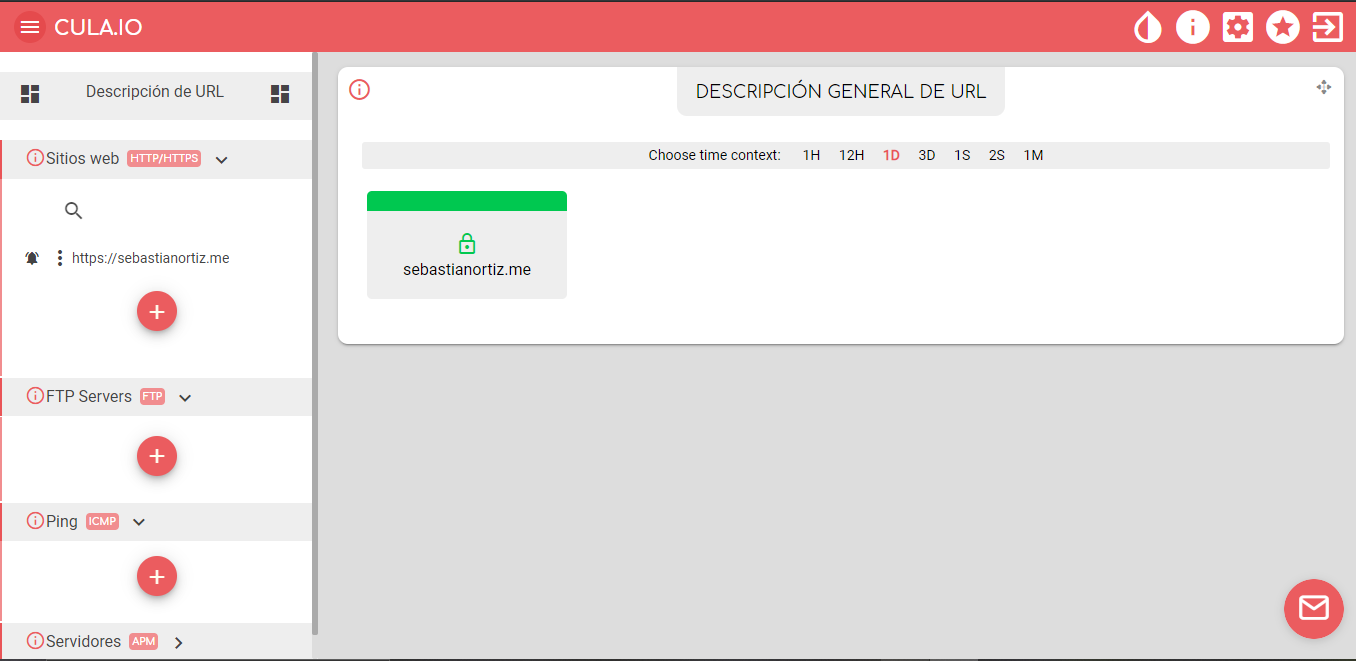 CULA.IO
Descripción de URL
Sitios web HTTP/HTTPS
https://sebastianortiz.me
FTP Servers FTP
Ping ICMP
Servidores APM
DESCRIPCIÓN GENERAL DE URL
Choose time context: 1H 12H 1D 3D 1S 2S 1M
sebastianortiz.me